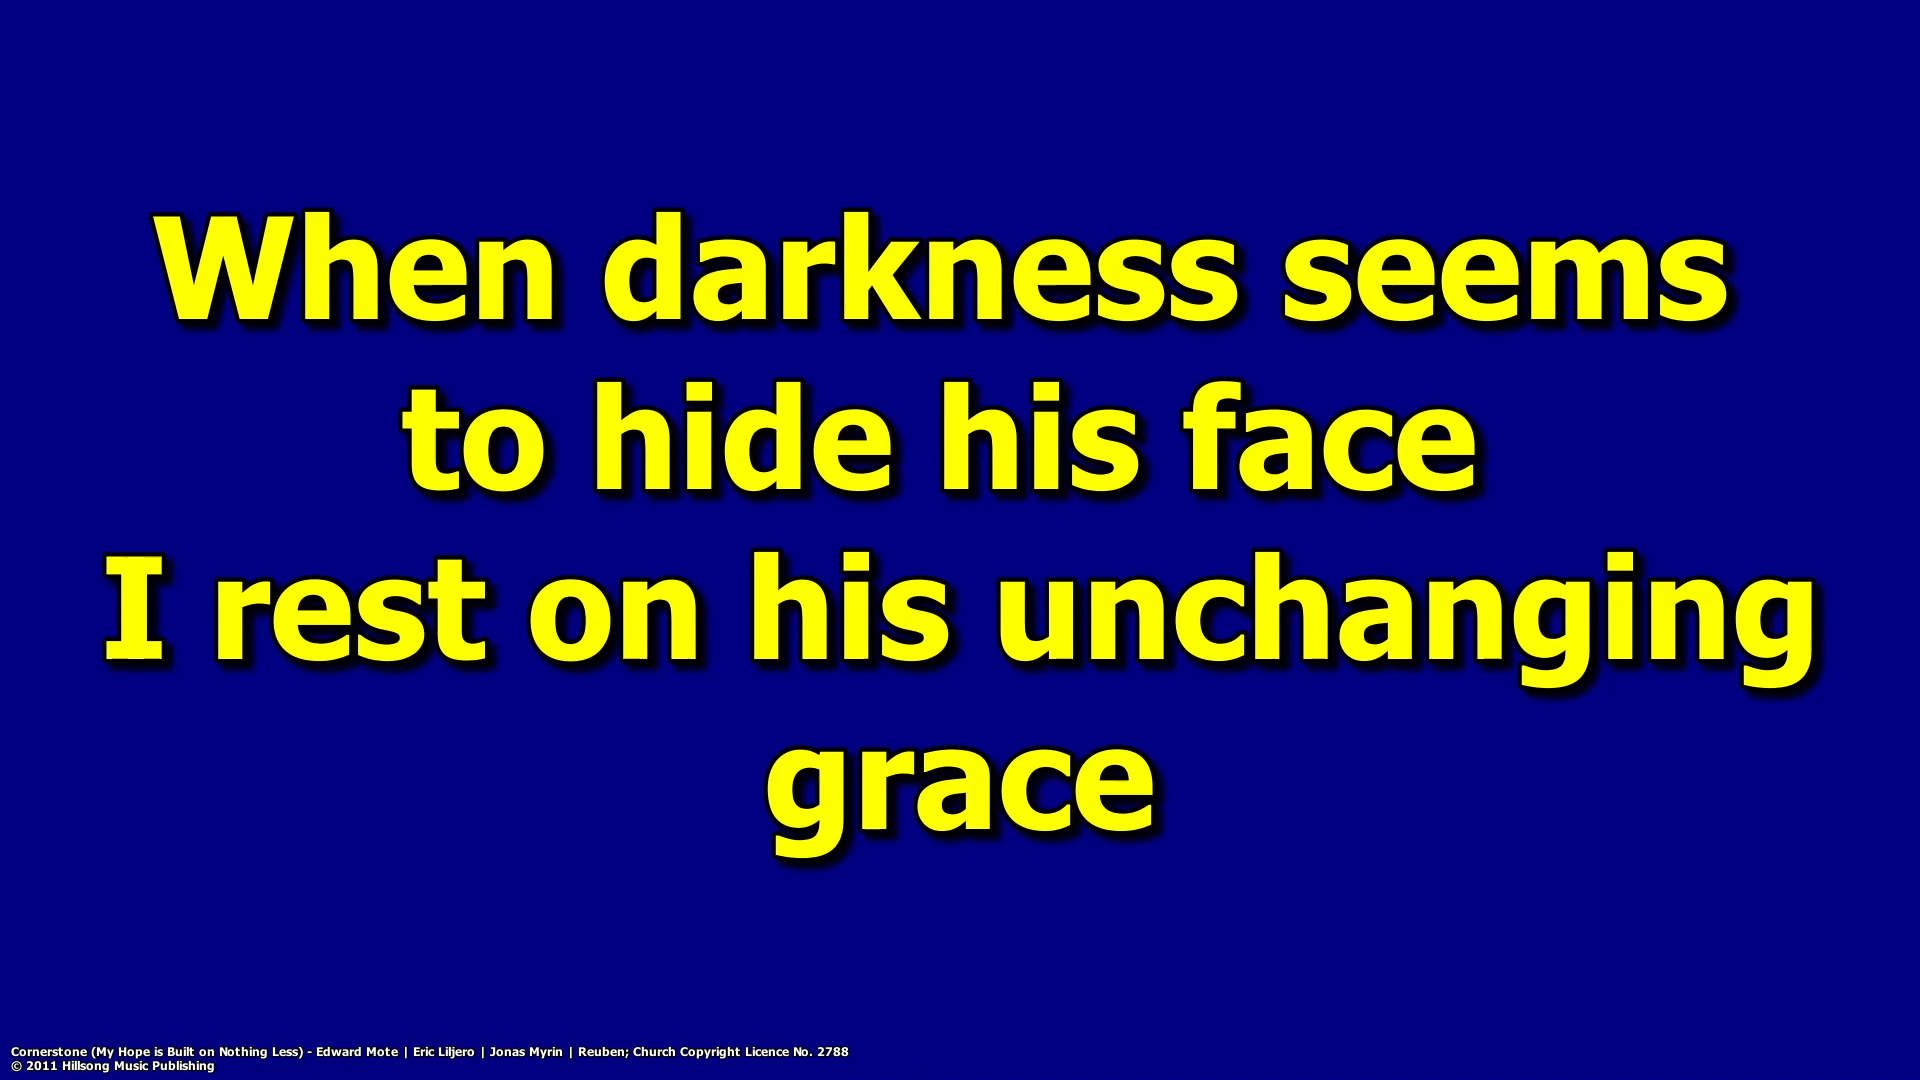 When darkness seems
to hide his face
I rest on his unchanging
grace
Cornerstone (My Hope is Built on Nothing Less) - Edward Mote | Eric Liljero | Jonas Myrin | Reuben; Church Copyright Licence No. 2788
© 2011 Hillsong Music Publishing